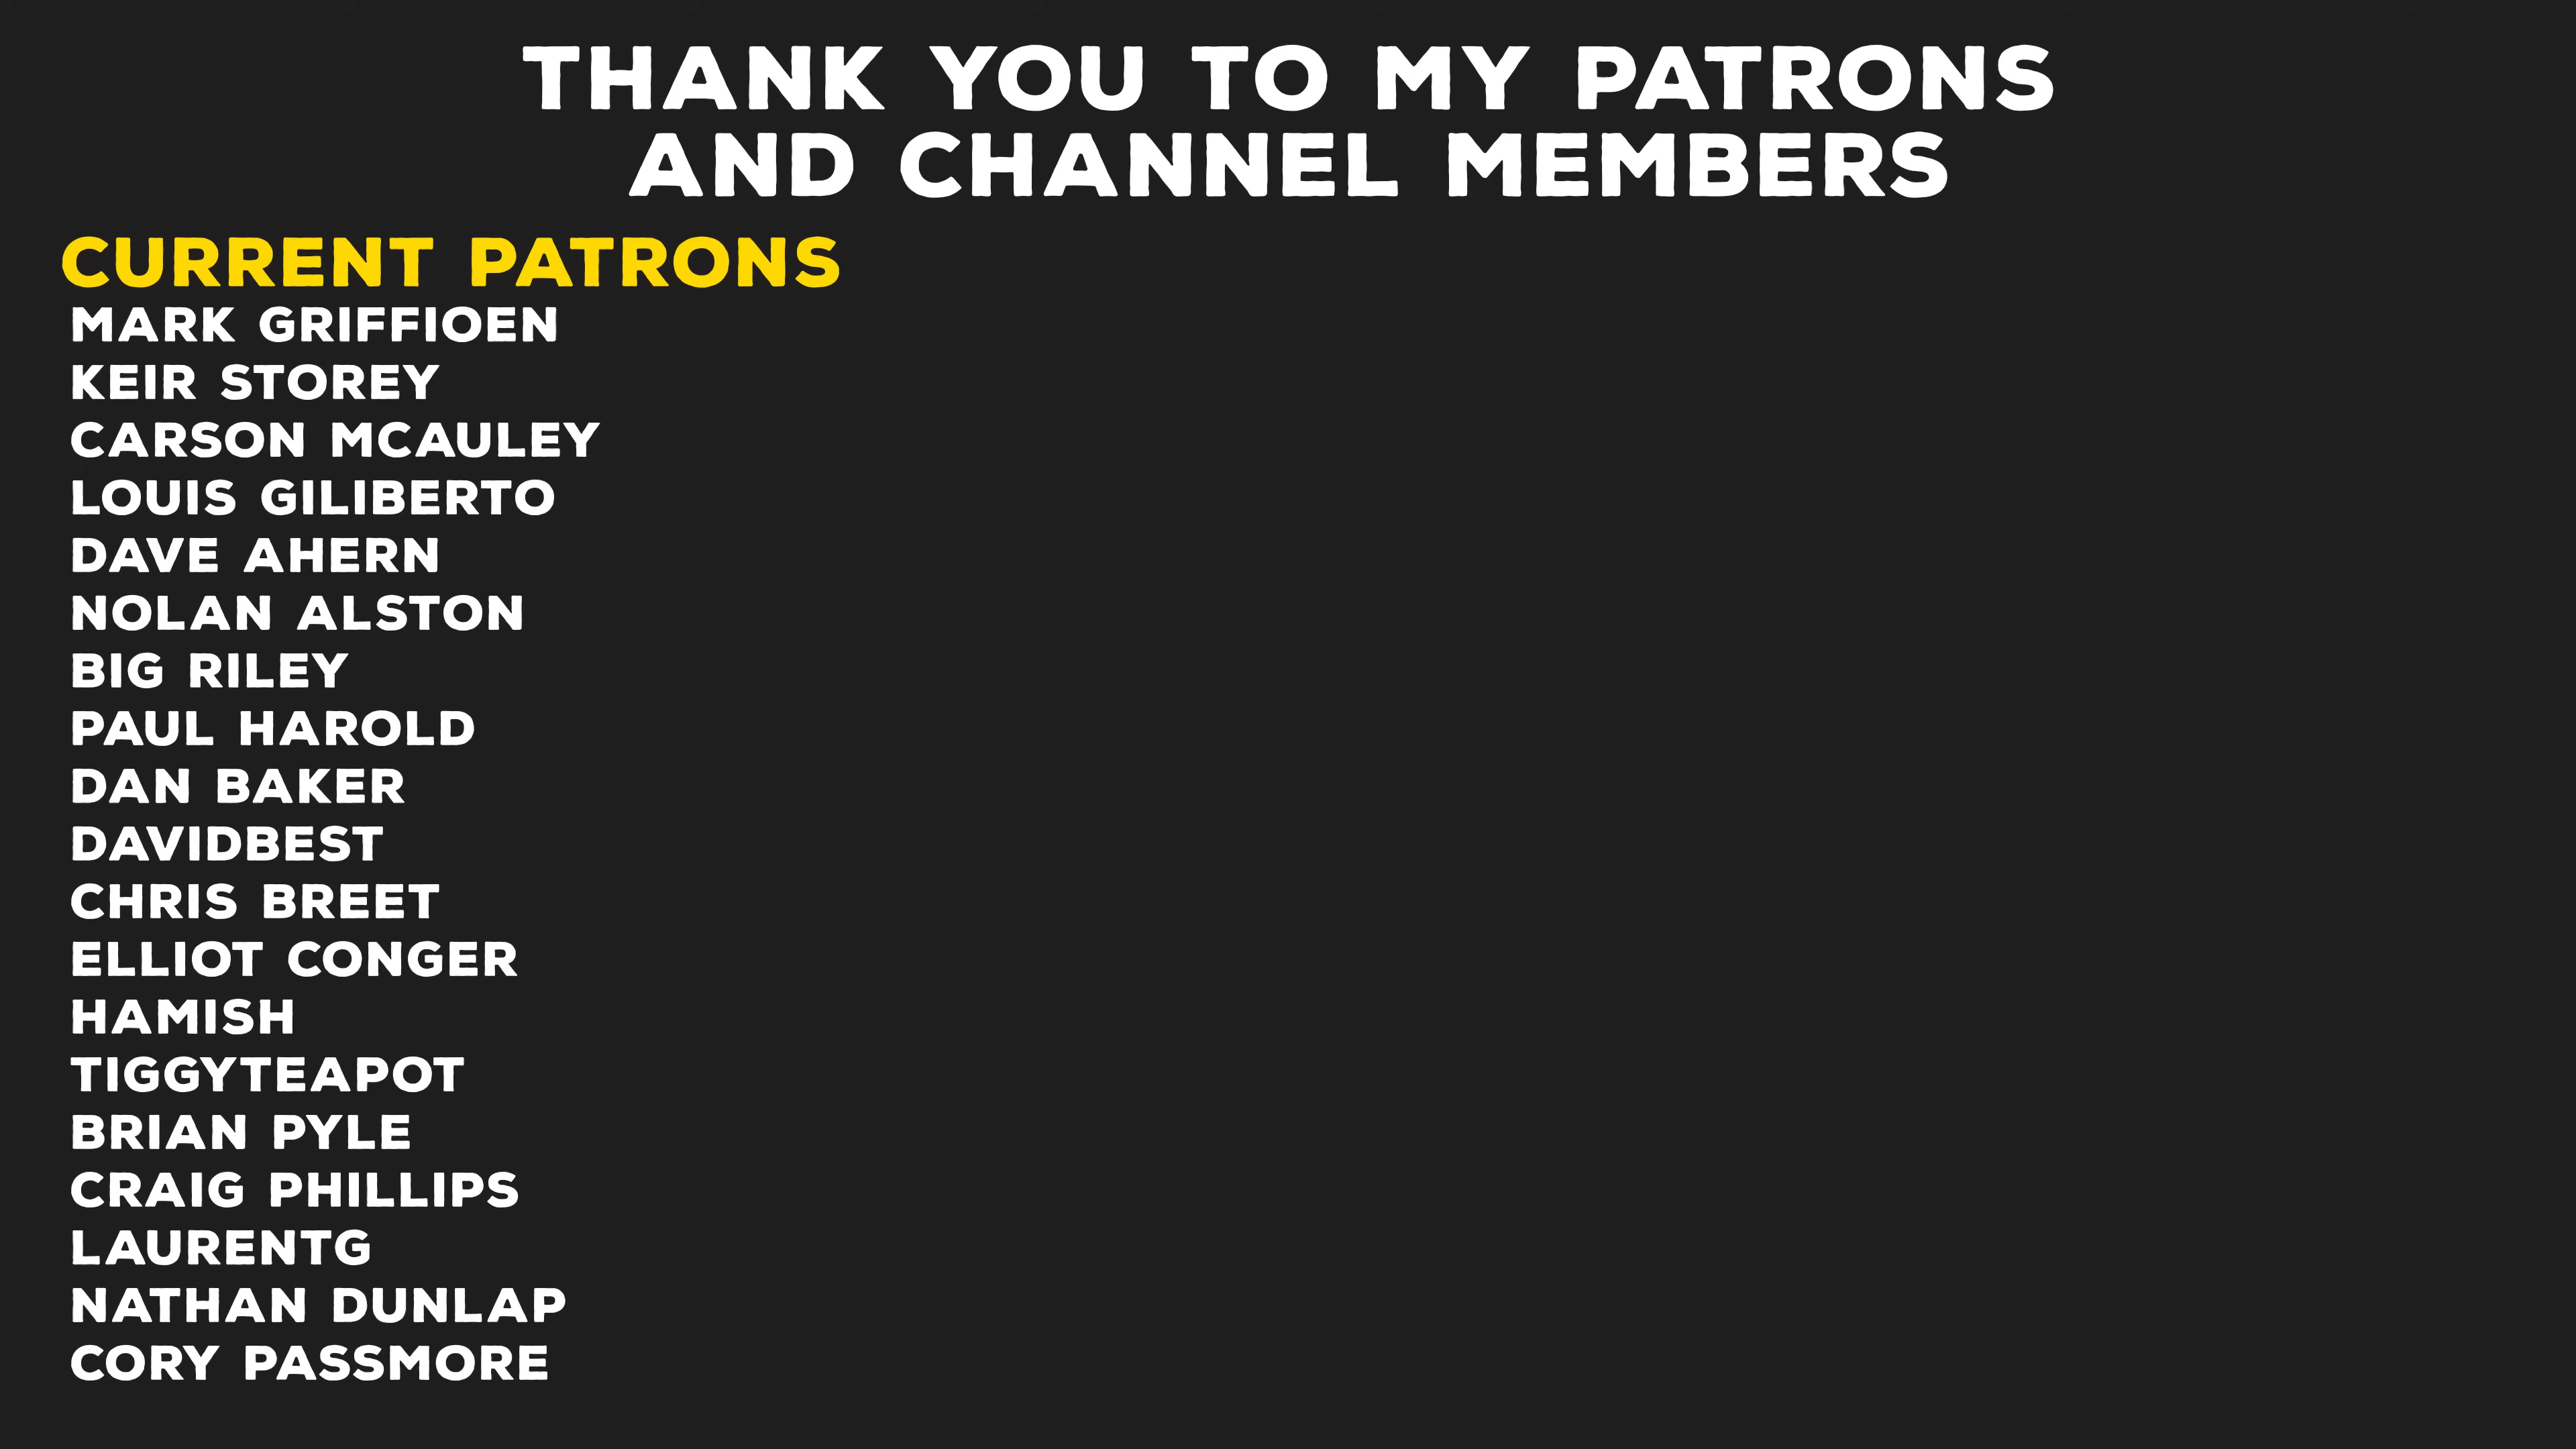 THANK YOU TO MY PATRONS
AND CHANNEL MEMBERS
CURRENT PATRONS
MARK GRIFFIOEN
KEIR STOREY
CARSON MCAULEY
LOUIS GILIBERTO
DAVE AHERN
NOLAN ALSTON
BIG RILEY
PAUL HAROLD
DAN BAKER
DAVIDBEST
CHRIS BREET
ELLIOT CONGER
HAMISH
TIGGYTEAPOT
BRIAN PYLE
CRAIG PHILLIPS
LAURENTG
NATHAN DUNLAP
CORY PASSMORE